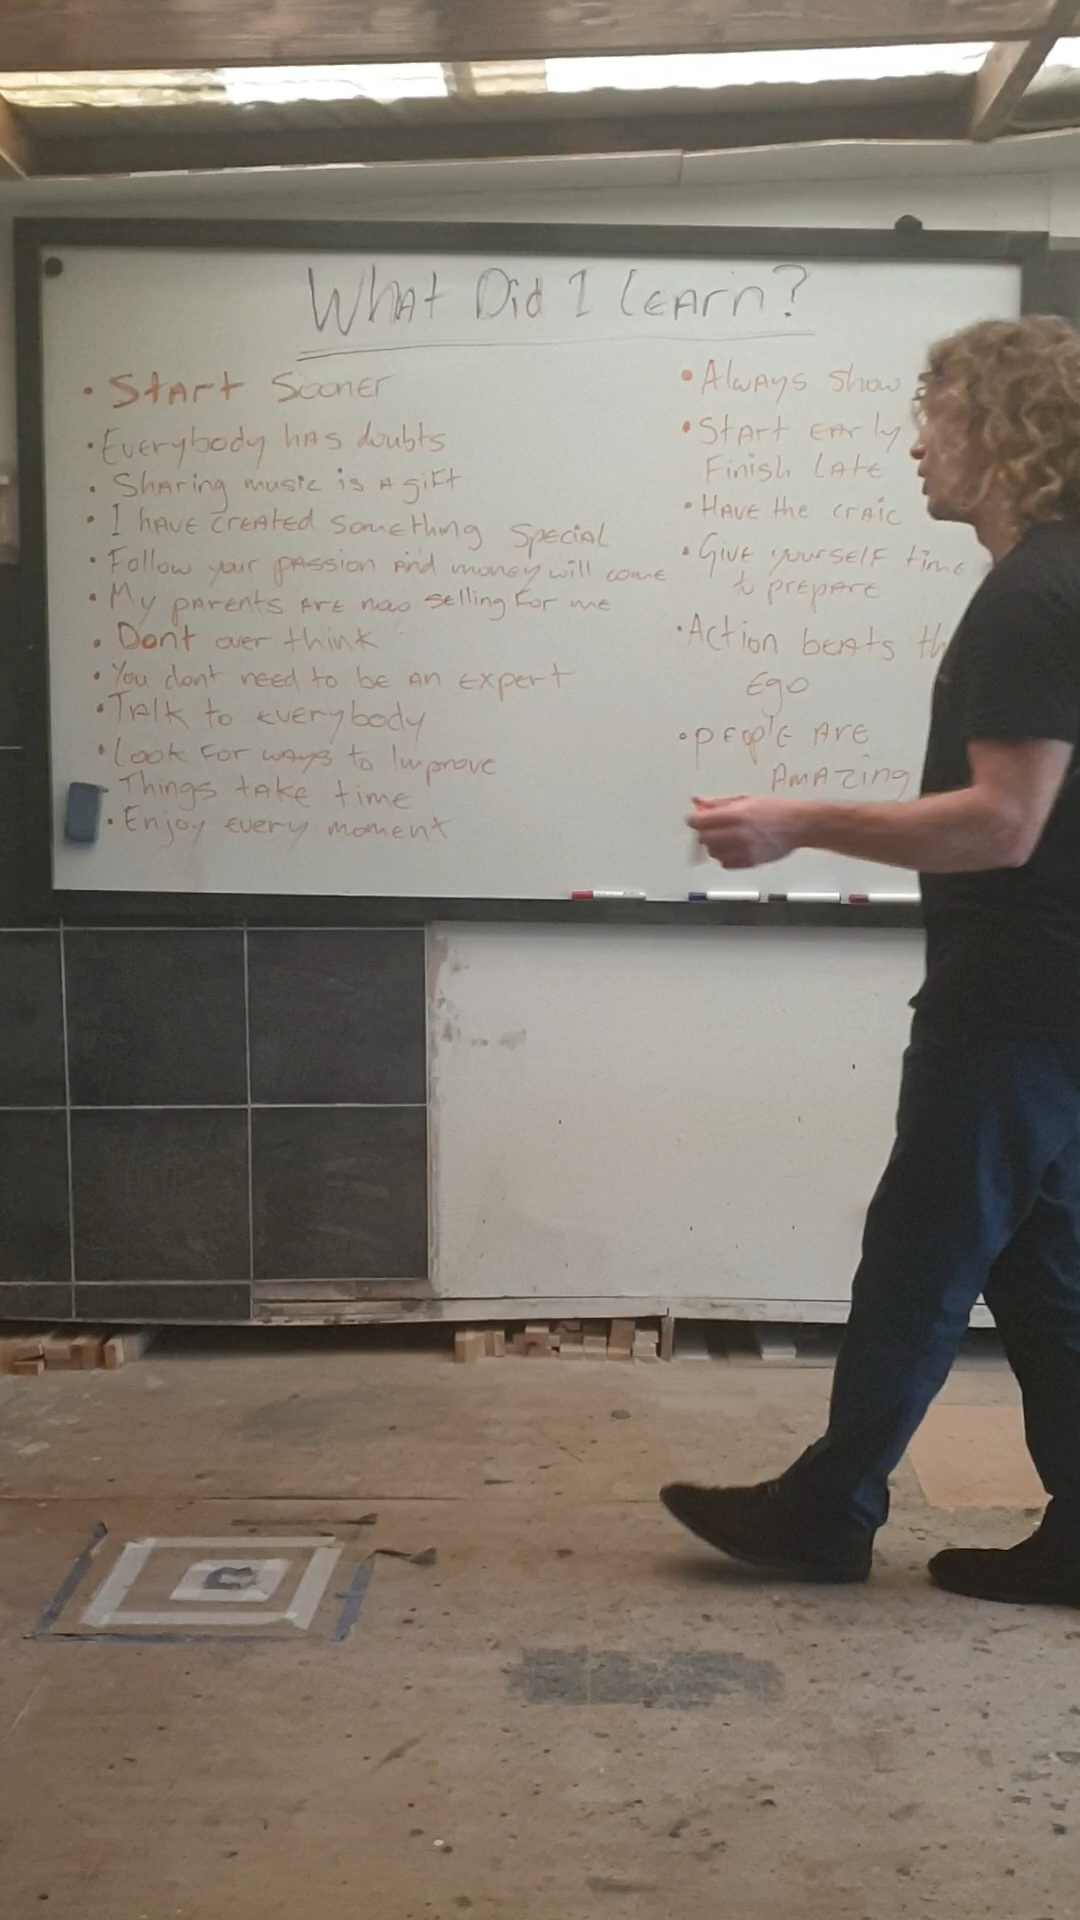 What Did I learn?
• Start Sooner
• Everybody has doubts
• Sharing music is a gift
• I have created something special
• Follow your passion and money will come
• My parents are now selling for me
• Dont over think
• You dont need to be an expert
• Talk to everybody
• Look for ways to Improve
Things take time
• Enjoy every moment
• Always show
• Start early
Finish late
• Have the craic
• Give yourself time
to prepare
• Action beats
Ego
• people are
Amazing